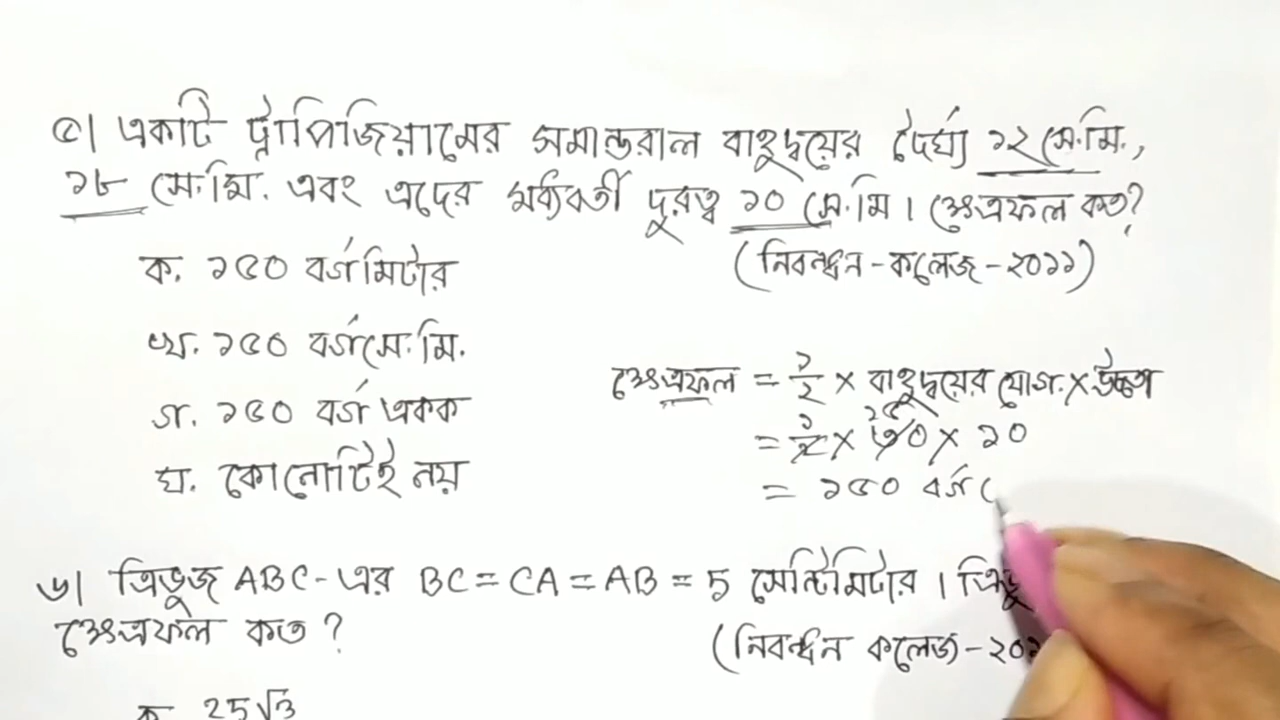 ৫। একটি ট্রাপিজিয়ামের সমান্তরাল বাহুদ্বয়ের দৈর্ঘ্য ১২ সে.মি.,
১৮ সে.মি. এবং এদের মধ্যবর্তী দূরত্ব ১০ সে.মি। ক্ষেত্রফল কত?
(নিবন্ধন-কলেজ-২০১১)
ক. ১৫০ বর্গমিটার
খ. ১৫০ বর্গসে.মি.
গ. ১৫০ বর্গ একক
ঘ. কোনোটিই নয়
ক্ষেত্রফল = ১/২ × বাহুদ্বয়ের যোগ. × উচ্চতা
১৫
= ১/২ × ৩০ × ১০
= ১৫০ বর্গ
৬। ত্রিভুজ ABC-এর BC = CA = AB = 5 সেন্টিমিটার। ত্রিভু
ক্ষেত্রফল কত?
(নিবন্ধন কলেজ-২০১
ক. 25√3